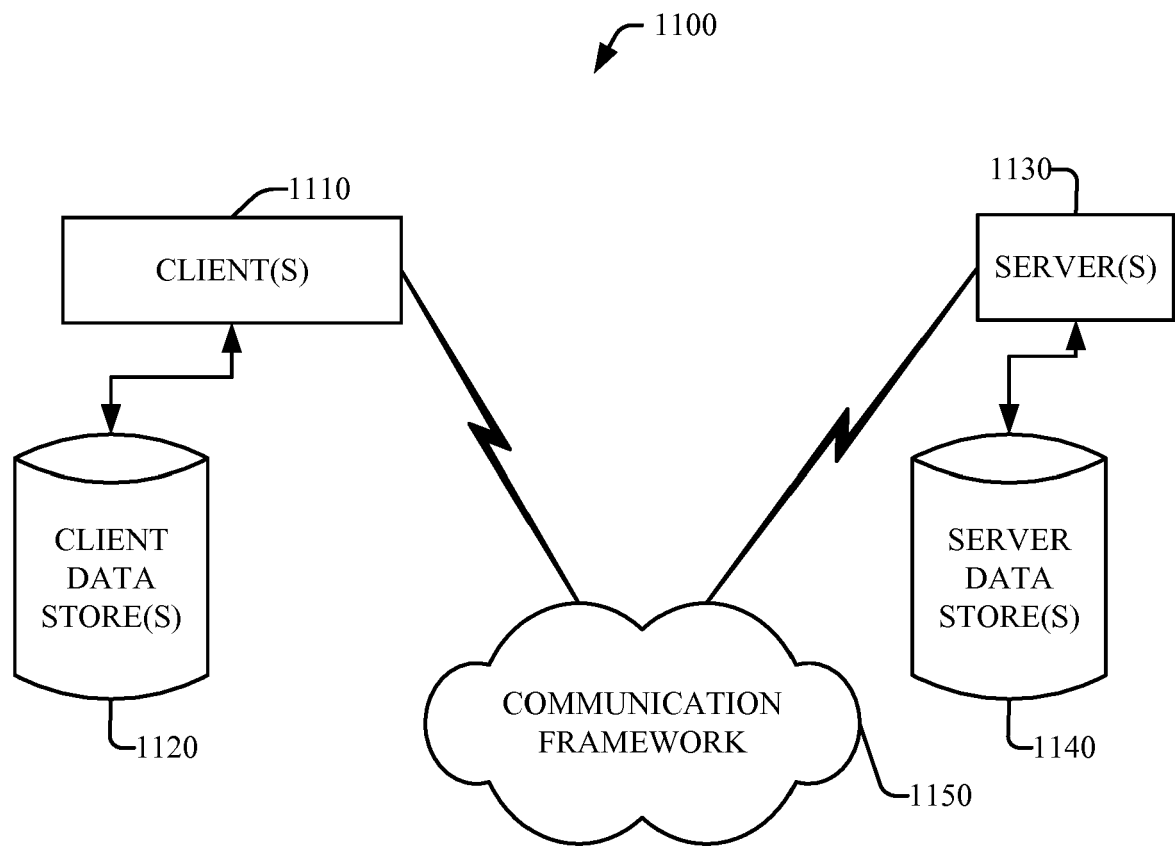 1100
1110
1130
CLIENT(S)
SERVER(S)
CLIENT
DATA
STORE(S)
SERVER
DATA
STORE(S)
COMMUNICATION
FRAMEWORK
1120
1140
1150